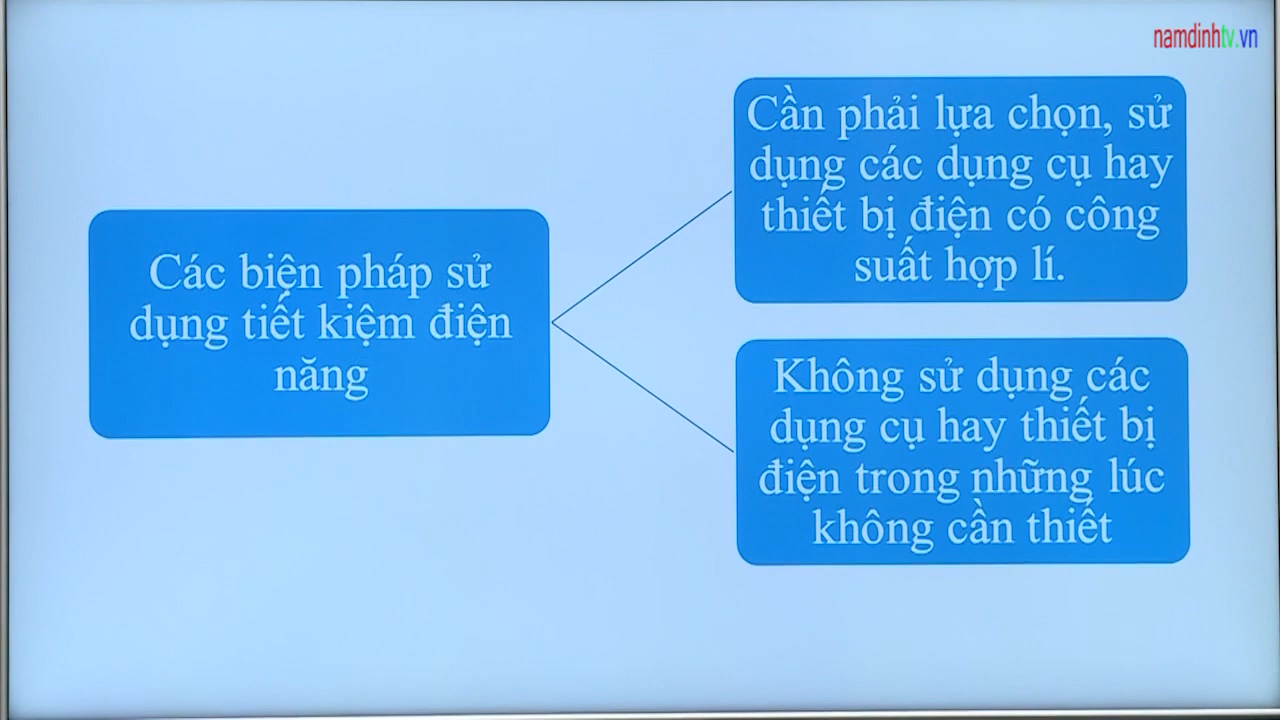 namdinhtv.vn
Cần phải lựa chọn, sử
dụng các dụng cụ hay
thiết bị điện có công
suất hợp lí.
Các biện pháp sử
dụng tiết kiệm điện
năng
Không sử dụng các
dụng cụ hay thiết bị
điện trong những lúc
không cần thiết